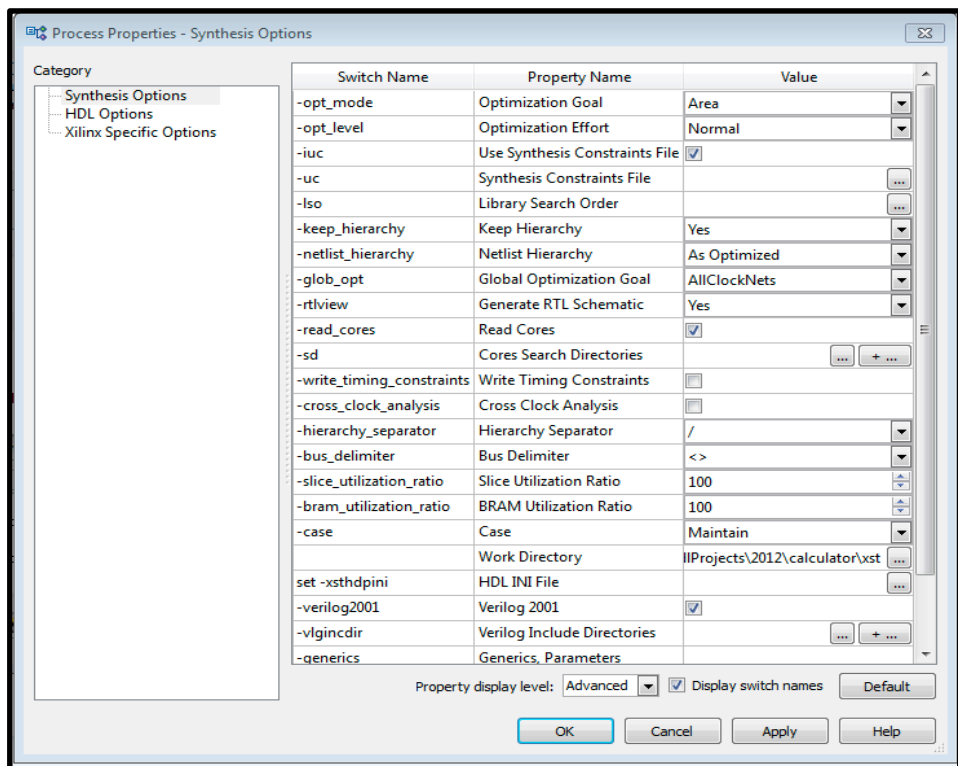 Process Properties - Synthesis Options
Category
Synthesis Options
HDL Options
Xilinx Specific Options
Switch Name Property Name Value
-opt_mode Optimization Goal Area
-opt_level Optimization Effort Normal
-iuc Use Synthesis Constraints File
-uc Synthesis Constraints File ...
-lso Library Search Order ...
-keep_hierarchy Keep Hierarchy Yes
-netlist_hierarchy Netlist Hierarchy As Optimized
-glob_opt Global Optimization Goal AllClockNets
-rtlview Generate RTL Schematic Yes
-read_cores Read Cores
-sd Cores Search Directories ... + ...
-write_timing_constraints Write Timing Constraints
-cross_clock_analysis Cross Clock Analysis
-hierarchy_separator Hierarchy Separator /
-bus_delimiter Bus Delimiter <>
-slice_utilization_ratio Slice Utilization Ratio 100
-bram_utilization_ratio BRAM Utilization Ratio 100
-case Case Maintain
Work Directory llProjects\2012\calculator\xst ...
set -xsthdpini HDL INI File ...
-verilog2001 Verilog 2001
-vlgincdir Verilog Include Directories ... + ...
-generics Generics, Parameters
Property display level: Advanced Display switch names Default
OK Cancel Apply Help